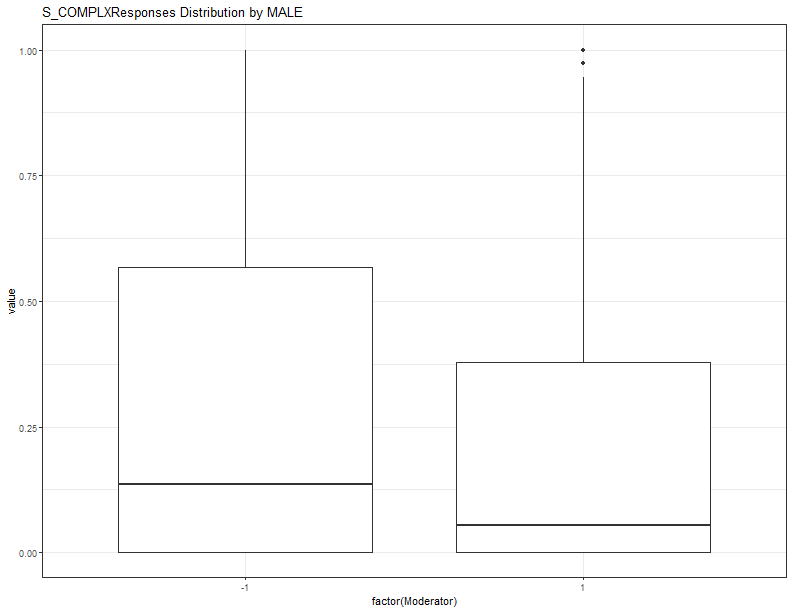 S_COMPLXResponses Distribution by MALE
1.00
0.75
0.50
0.25
0.00
value
-1
1
factor(Moderator)